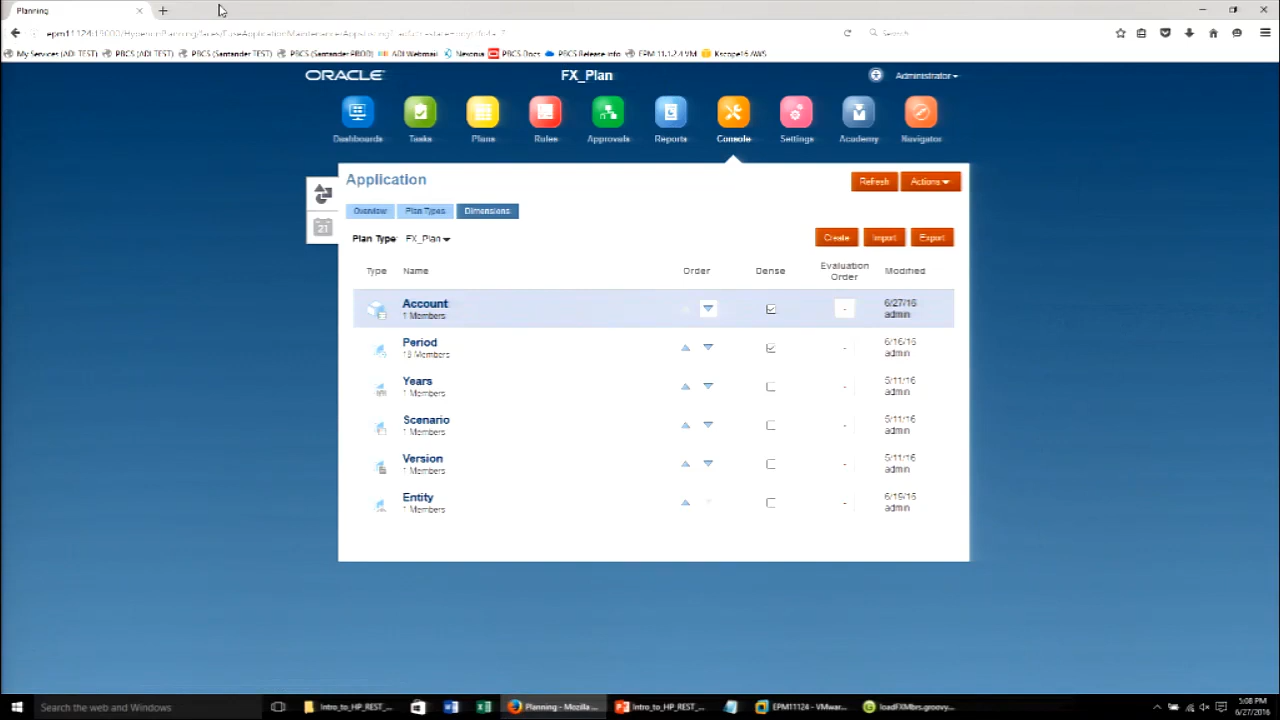 Planning
Search
My Services (ADI TEST) PBCS (ADI TEST) PBCS (Santander TEST) PBCS (Santander PROD) ADI Webmail Nexonia PBCS Docs PBCS Release Info EPM 11.1.2.4 VM Kscope16 AWS
ORACLE FX_Plan Administrator
Dashboards Tasks Plans Rules Approvals Reports Console Settings Academy Navigator
Application Refresh Actions
21
Overview Plan Types Dimensions
Plan Type: FX_Plan Create Import Export
Type Name Order Dense Evaluation Order Modified
Account 6/27/16
1 Members - admin
Period 6/16/16
18 Members - admin
Years 5/11/16
1 Members - admin
Scenario 5/11/16
1 Members - admin
Version 5/11/16
1 Members - admin
Entity
1 Members - admin
Search the web and Windows Intro_to_HP_REST_... Planning - Mozilla ... Intro_to_HP_REST_... EPM11124 - VMwar... loadFXMbrs.groovy... 5:08 PM
6/27/2016